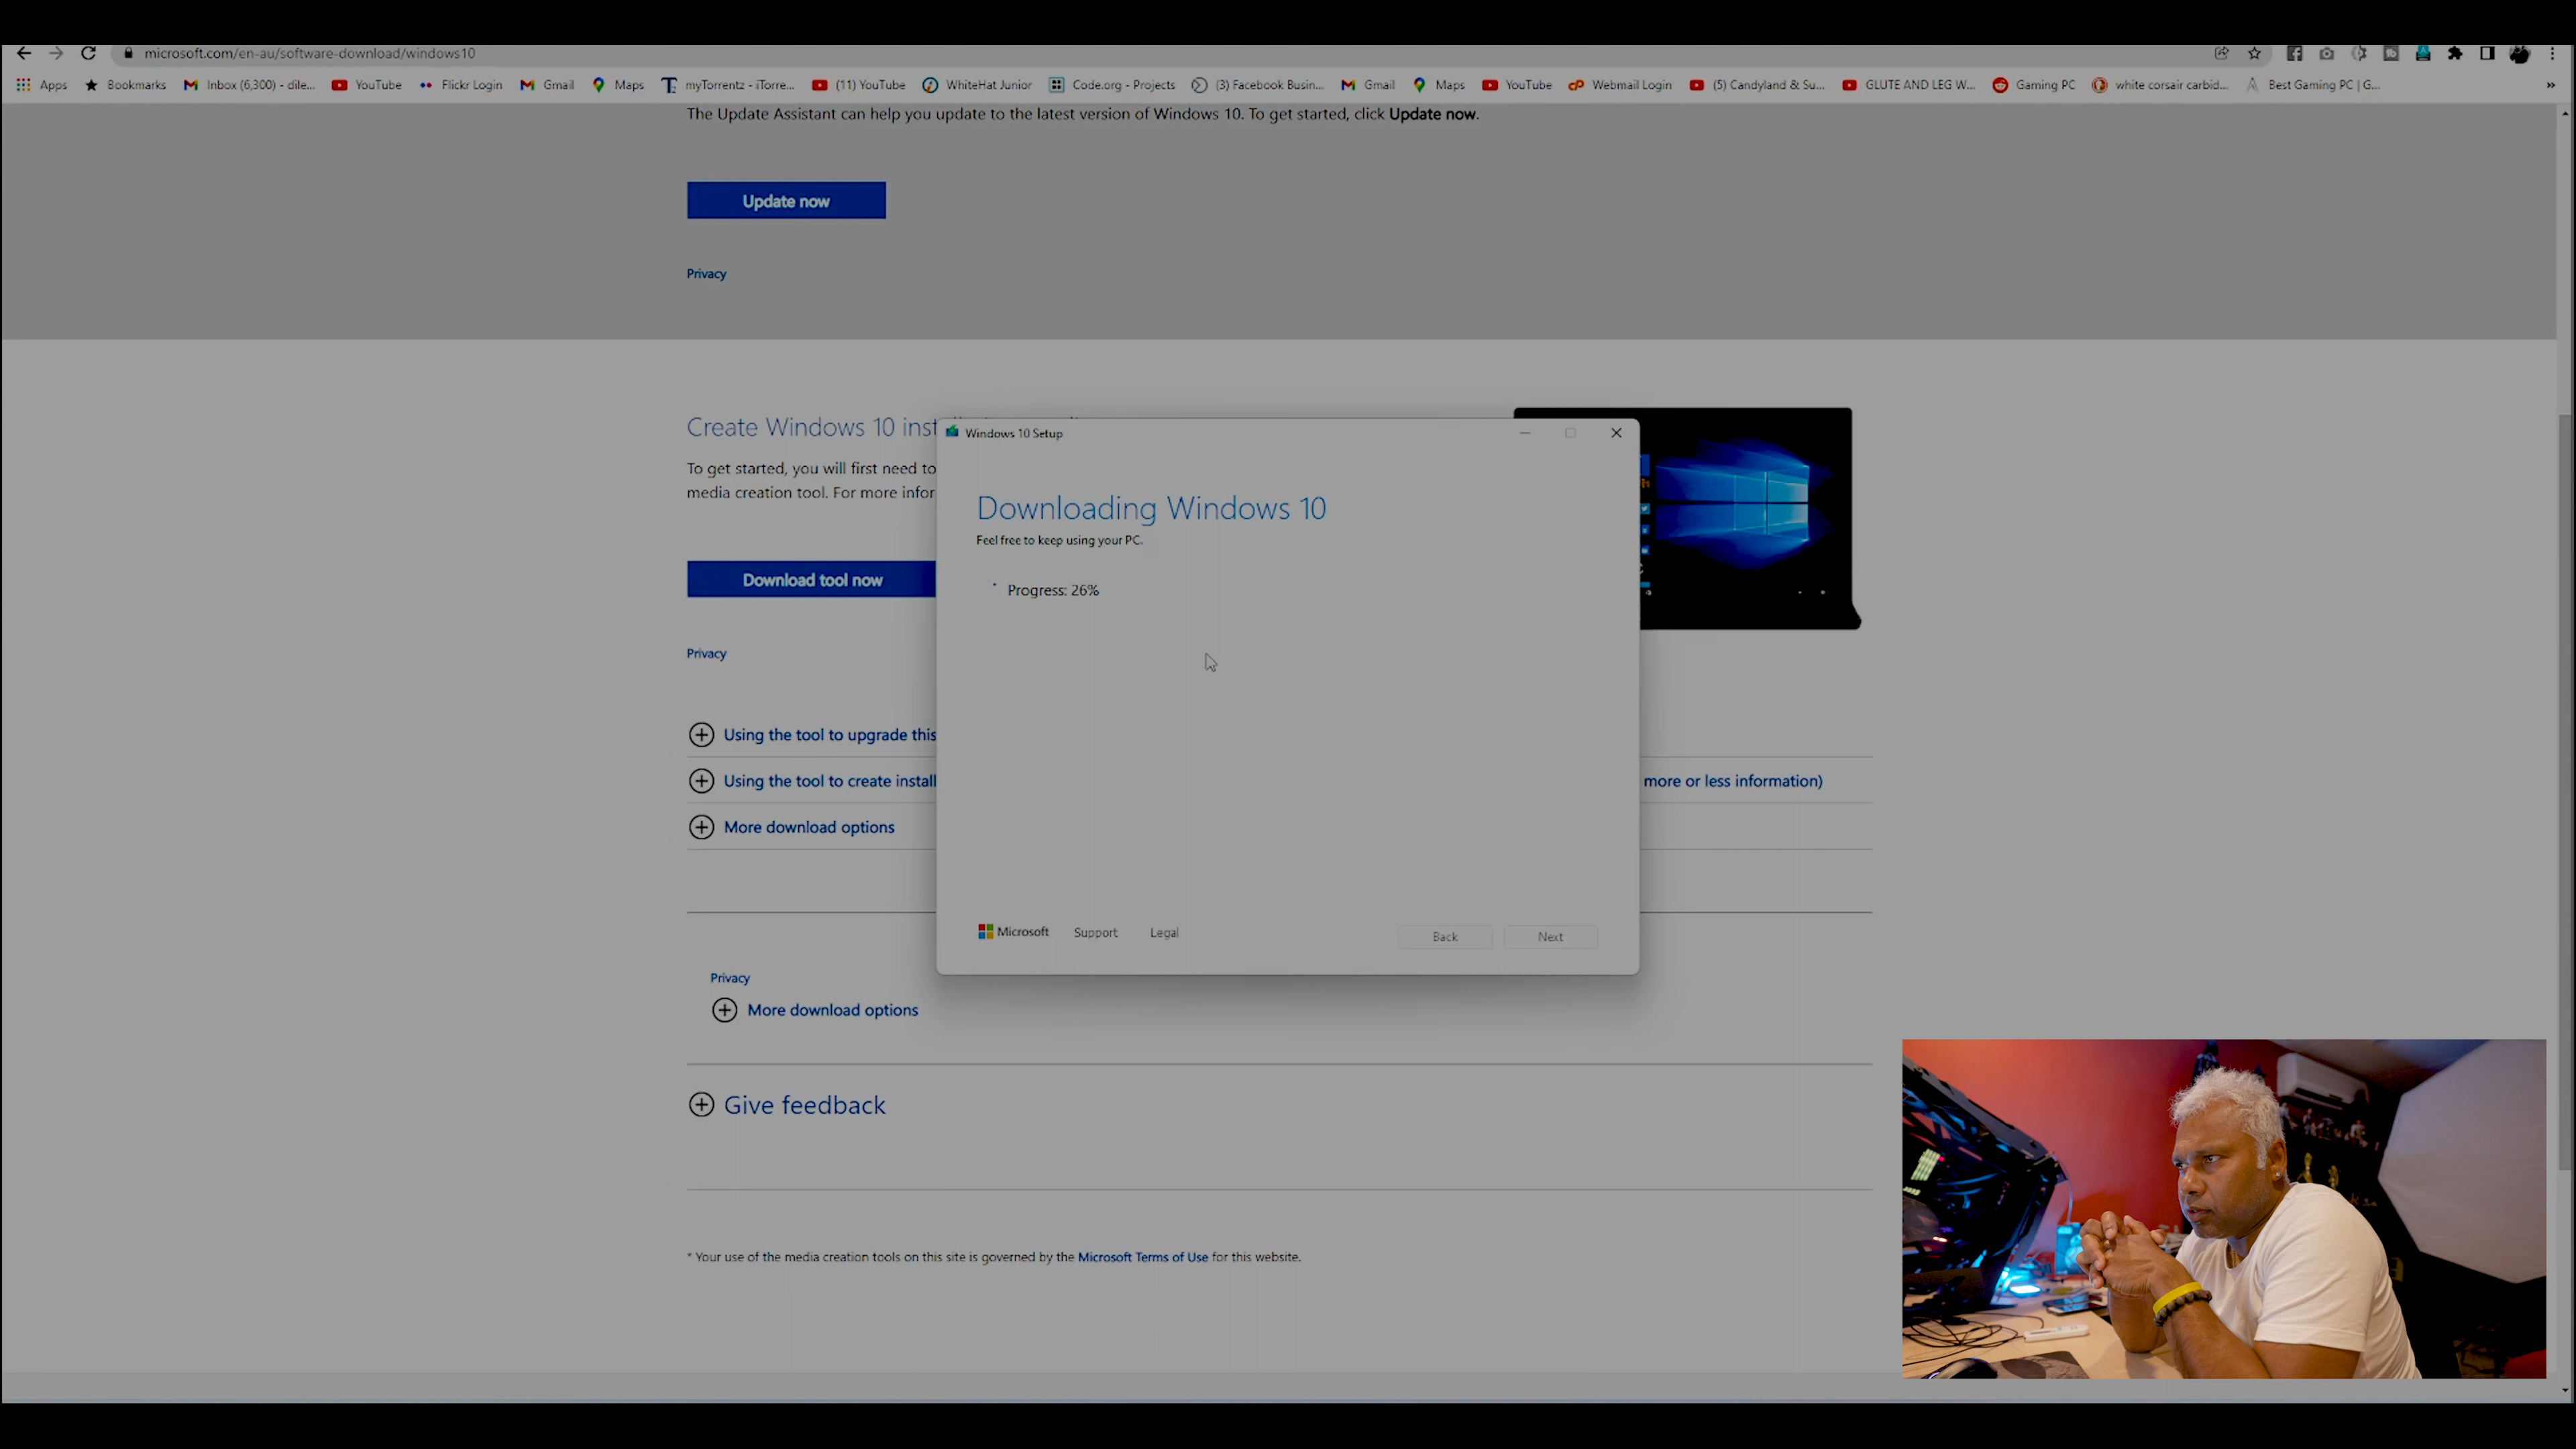 microsoft.com/en-au/software-download/windows10
Apps Bookmarks Inbox (6,300) - dile... YouTube Flickr Login Gmail Maps myTorrentz - iTorre... (11) YouTube WhiteHat Junior Code.org - Projects (3) Facebook Busin... Gmail Maps YouTube Webmail Login (5) Candyland & Su... GLUTE AND LEG W... Gaming PC white corsair carbid... Best Gaming PC | G... »
The Update Assistant can help you update to the latest version of Windows 10. To get started, click Update now.
Update now
Privacy
Create Windows 10 inst
To get started, you will first need to
media creation tool. For more infor
Download tool now
Privacy
Using the tool to upgrade this
Using the tool to create install
more or less information)
More download options
Windows 10 Setup
Downloading Windows 10
Feel free to keep using your PC.
Progress: 26%
Microsoft Support Legal
Back Next
Privacy
More download options
Give feedback
* Your use of the media creation tools on this site is governed by the Microsoft Terms of Use for this website.